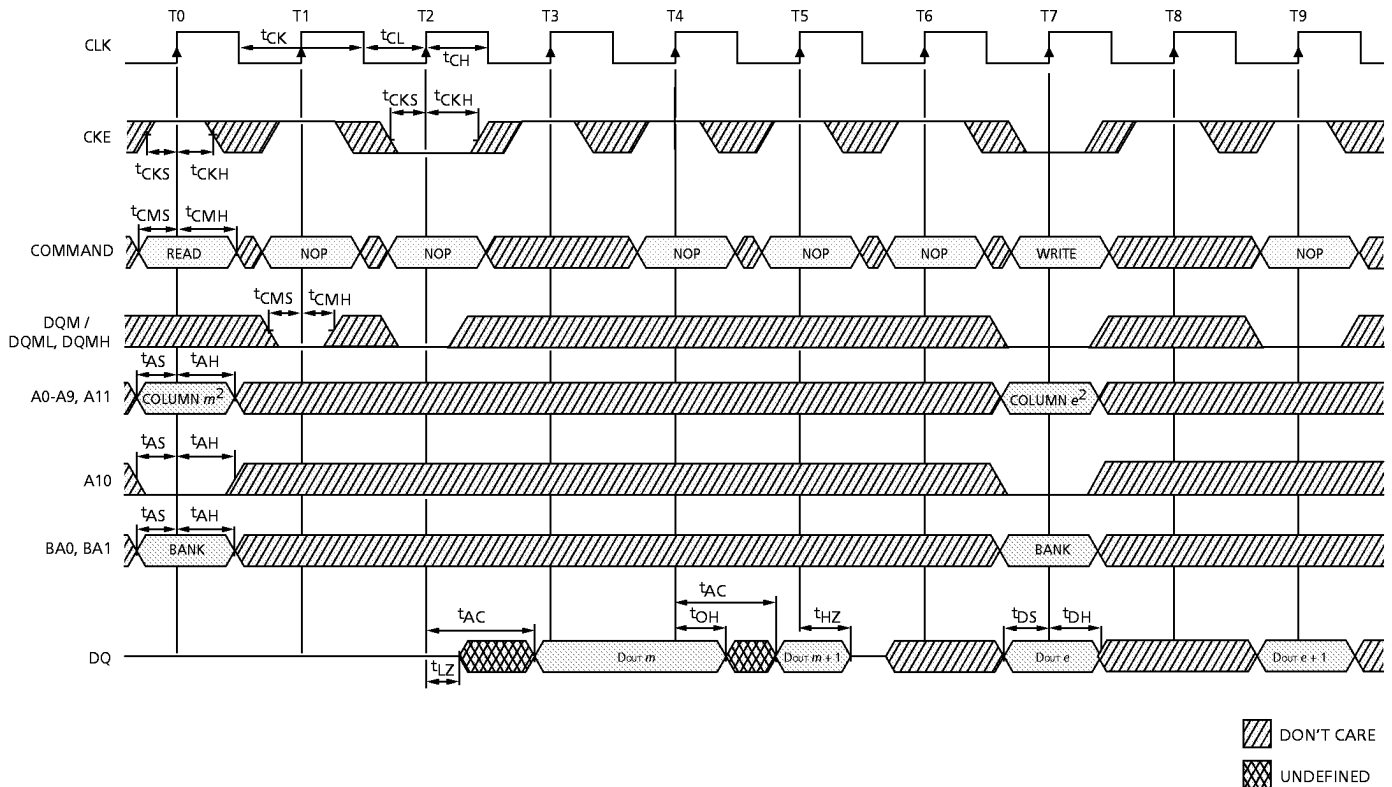 T0 T1 T2 T3 T4 T5 T6 T7 T8 T9
CLK
tCK tCL
tCH
tCKS tCKH
CKE
tCKS tCKH
tCMS tCMH
COMMAND READ NOP NOP NOP NOP NOP WRITE NOP
tCMS tCMH
DQM /
DQML, DQMH
tAS tAH
A0-A9, A11 COLUMN m2 COLUMN e2
tAS tAH
A10
tAS tAH
BA0, BA1 BANK BANK
tAC
tAC tOH tHZ tDS tDH
DQ DOUT m DOUT m + 1 DOUT e DOUT e + 1
tLZ
DON'T CARE
UNDEFINED